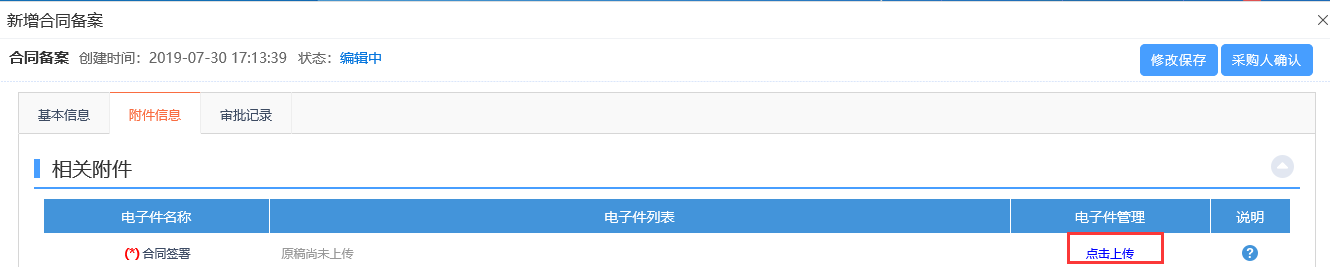 新增合同备案
合同备案 创建时间：2019-07-30 17:13:39 状态：编辑中 修改保存 采购人确认
基本信息 附件信息 审批记录
相关附件
电子件名称 电子件列表 电子件管理 说明
(*) 合同签署 原稿尚未上传 点击上传 ?